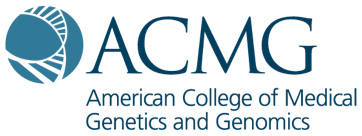 ACMG
American College of Medical
Genetics and Genomics